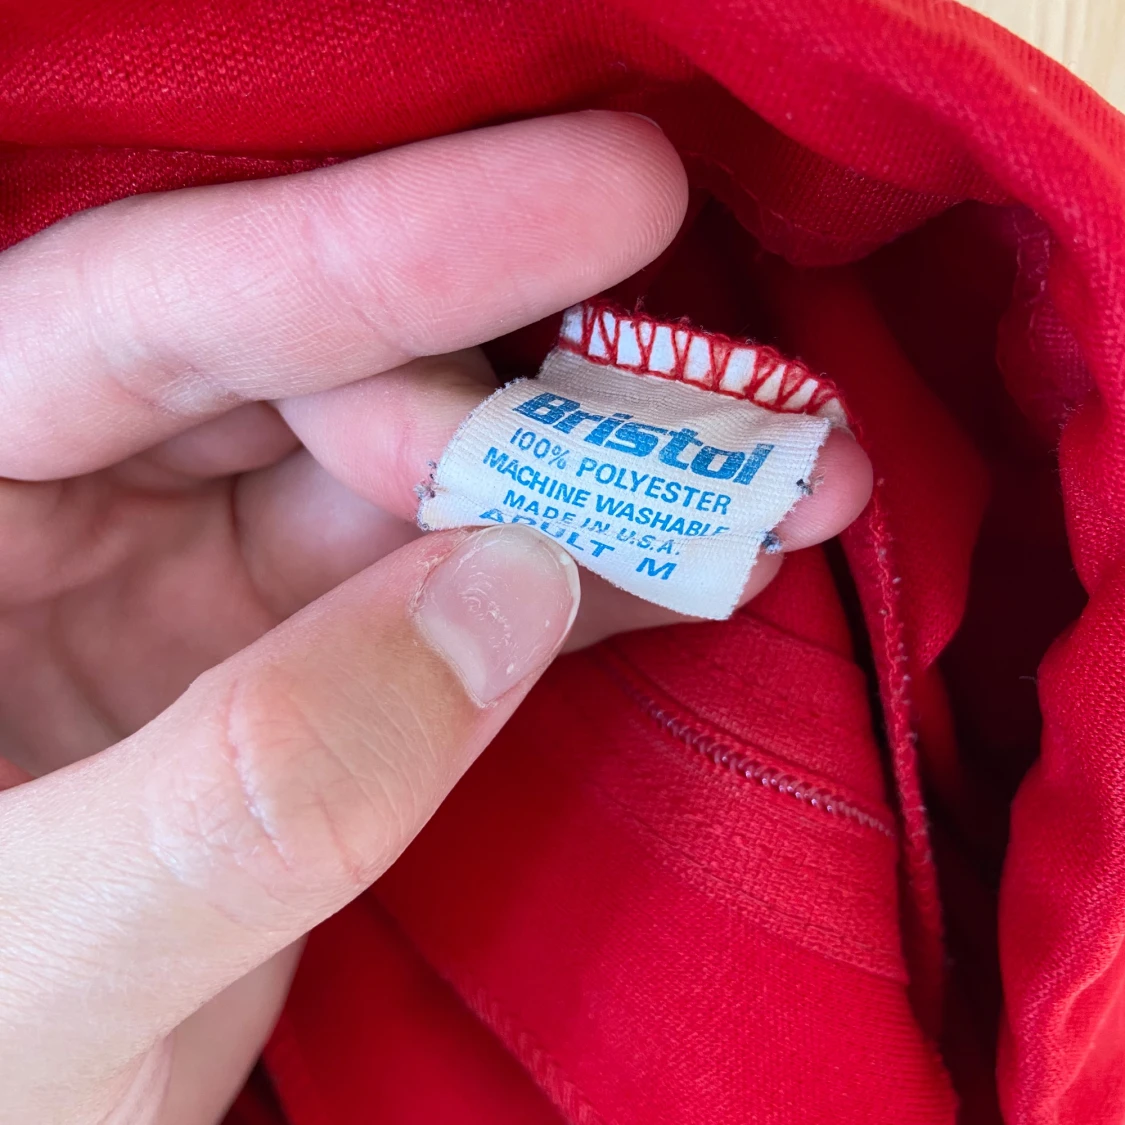 Bristol
100% POLYESTER
MACHINE WASHABLE
MADE IN U.S.A.
ADULT M